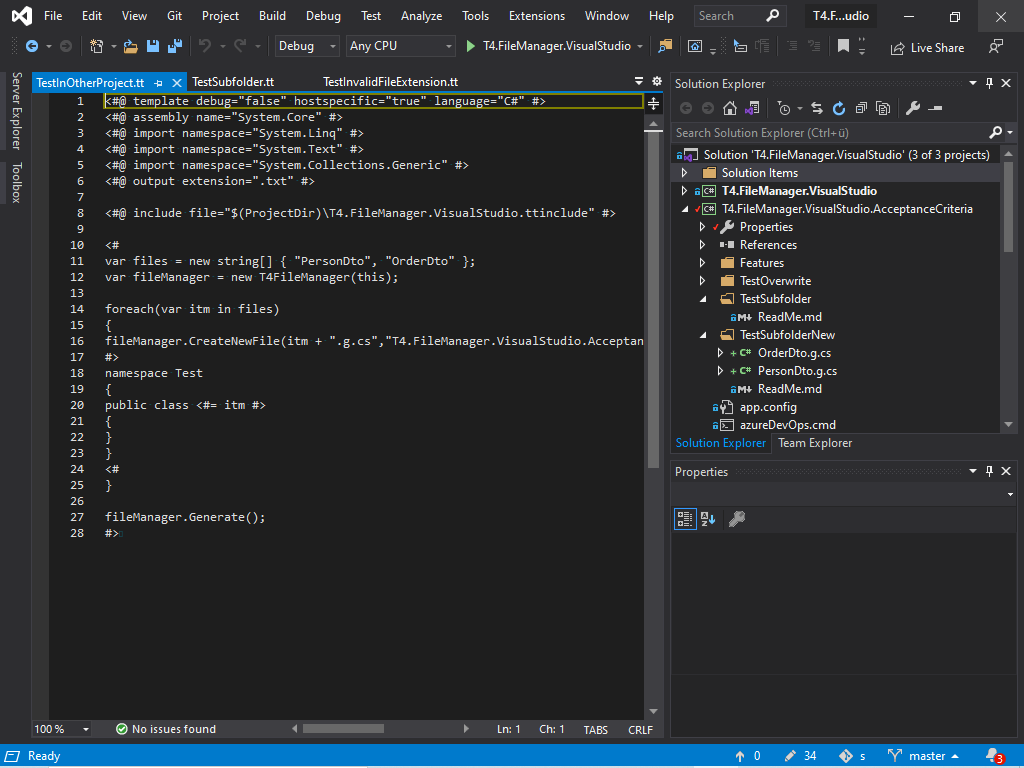 File Edit View Git Project Build Debug Test Analyze Tools Extensions Window Help Search T4.F...udio
Debug Any CPU T4.FileManager.VisualStudio Live Share
Server Explorer
Toolbox
TestInOtherProject.tt TestSubfolder.tt TestInvalidFileExtension.tt
1 <#@ template debug="false" hostspecific="true" language="C#" #>
2 <#@ assembly name="System.Core" #>
3 <#@ import namespace="System.Linq" #>
4 <#@ import namespace="System.Text" #>
5 <#@ import namespace="System.Collections.Generic" #>
6 <#@ output extension=".txt" #>
7
8 <#@ include file="$(ProjectDir)\T4.FileManager.VisualStudio.ttinclude" #>
9
10 <#
11 var files = new string[] { "PersonDto", "OrderDto" };
12 var fileManager = new T4FileManager(this);
13
14 foreach(var itm in files)
15 {
16 fileManager.CreateNewFile(itm + ".g.cs","T4.FileManager.VisualStudio.Acceptan
17 #>
18 namespace Test
19 {
20 public class <#= itm #>
21 {
22 }
23 }
24 <#
25 }
26
27 fileManager.Generate();
28 #>
100 % No issues found Ln: 1 Ch: 1 TABS CRLF
Solution Explorer
Search Solution Explorer (Ctrl+ü)
Solution 'T4.FileManager.VisualStudio' (3 of 3 projects)
Solution Items
C# T4.FileManager.VisualStudio
C# T4.FileManager.VisualStudio.AcceptanceCriteria
Properties
References
Features
TestOverwrite
TestSubfolder
M+ ReadMe.md
TestSubfolderNew
+ C# OrderDto.g.cs
+ C# PersonDto.g.cs
M+ ReadMe.md
app.config
azureDevOps.cmd
Solution Explorer Team Explorer
Properties
Ready 0 34 s master 3